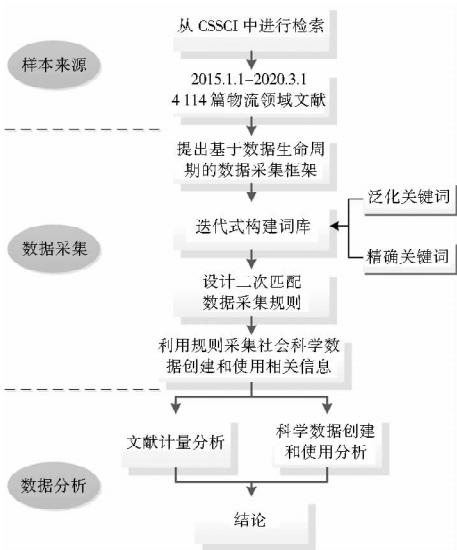 样本来源
从 CSSCI 中进行检索
2015.1.1–2020.3.1
4 114 篇物流领域文献
数据采集
提出基于数据生命周
期的数据采集框架
迭代式构建词库
泛化关键词
精确关键词
设计二次匹配
数据采集规则
利用规则采集社会科学数
据创建和使用相关信息
数据分析
文献计量分析
科学数据创建
和使用分析
结论